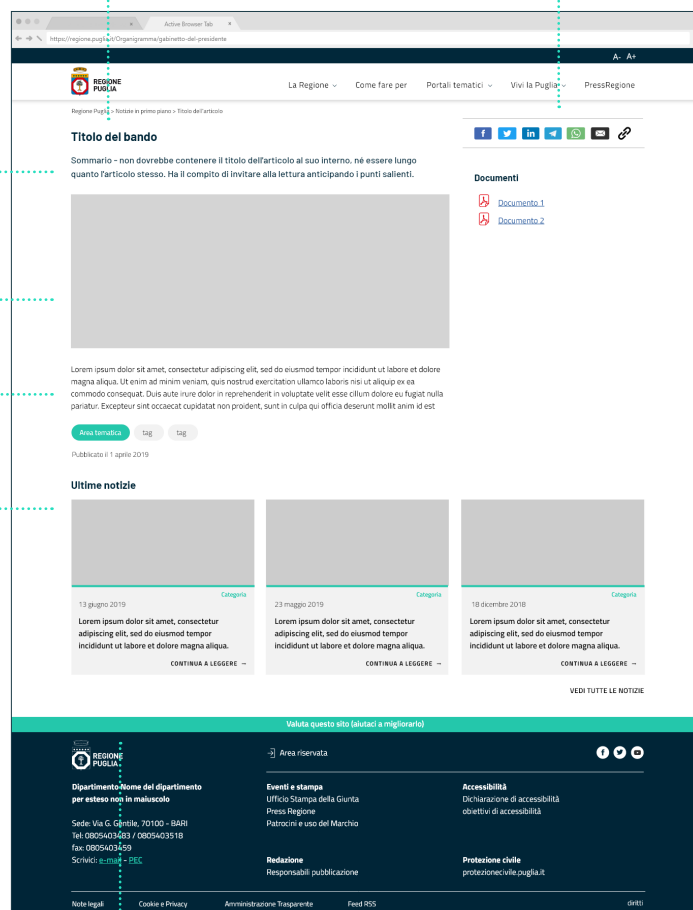 Active Browser Tab
https://regione.puglia.it/Organigramma/gabinetto-del-presidente
A- A+
REGIONE
PUGLIA
La Regione Come fare per Portali tematici Vivi la Puglia PressRegione
Regione Puglia > Notizie in primo piano > Titolo dell'articolo
Titolo del bando
Sommario - non dovrebbe contenere il titolo dell'articolo al suo interno. né essere lungo
quanto l'articolo stesso. Ha il compito di invitare alla lettura anticipando i punti salienti.
Documenti
Documento 1
Documento 2
Lorem ipsum dolor sit amet, consectetur adipiscing elit, sed do eiusmod tempor incididunt ut labore et dolore
magna aliqua. Ut enim ad minim veniam, quis nostrud exercitation ullamco laboris nisi ut aliquip ex ea
commodo consequat. Duis aute irure dolor in reprehenderit in voluptate velit esse cillum dolore eu fugiat nulla
pariatur. Excepteur sint occaecat cupidatat non proident, sunt in culpa qui officia deserunt mollit anim id est
Area tematica tag tag
Pubblicato il 1 aprile 2019
Ultime notizie
Categoria
13 giugno 2019
Lorem ipsum dolor sit amet, consectetur
adipiscing elit, sed do eiusmod tempor
incididunt ut labore et dolore magna aliqua.
CONTINUA A LEGGERE →
Categoria
23 maggio 2019
Lorem ipsum dolor sit amet, consectetur
adipiscing elit, sed do eiusmod tempor
incididunt ut labore et dolore magna aliqua.
CONTINUA A LEGGERE →
Categoria
18 dicembre 2018
Lorem ipsum dolor sit amet, consectetur
adipiscing elit, sed do eiusmod tempor
incididunt ut labore et dolore magna aliqua.
CONTINUA A LEGGERE →
VEDI TUTTE LE NOTIZIE
Valuta questo sito (aiutaci a migliorarlo)
REGIONE
PUGLIA
Area riservata
Dipartimento Nome del dipartimento
per esteso non in maiuscolo
Sede: Via G. Gentile, 70100 - BARI
Tel: 0805403483 / 0805403518
fax: 0805403459
Scrivici: e-mail - PEC
Eventi e stampa
Ufficio Stampa della Giunta
Press Regione
Patrocini e uso del Marchio
Redazione
Responsabili pubblicazione
Accessibilità
Dichiarazione di accessibilità
obiettivi di accessibilità
Protezione civile
protezionecivile.puglia.it
Note legali Cookie e Privacy Amministrazione Trasparente Feed RSS diritti